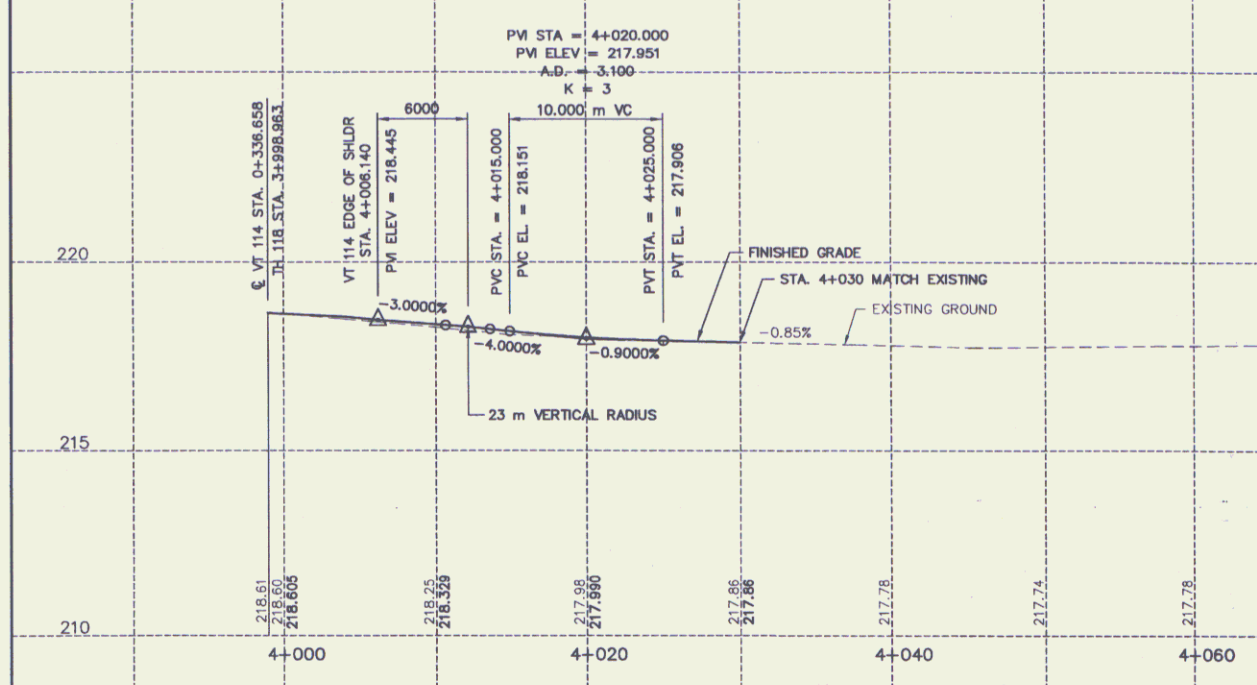 PVI STA = 4+020.000
PVI ELEV = 217.951
A.D. = 3.100
K = 3
10.000 m VC
6000
℄ VT 114 STA. 0+336.658
TH 118 STA. 3+998.963
VT 114 EDGE OF SHLDR
STA. 4+006.140
PVI ELEV = 218.445
PVC STA. = 4+015.000
PVC EL. = 218.151
PVT STA. = 4+025.000
PVT EL. = 217.906
220
FINISHED GRADE
STA. 4+030 MATCH EXISTING
EXISTING GROUND
-3.0000%
-4.0000%
-0.9000%
-0.85%
23 m VERTICAL RADIUS
215
218.61
218.60
218.605
218.25
218.329
217.98
217.990
217.86
217.86
217.78
217.74
217.78
210
4+000
4+020
4+040
4+060